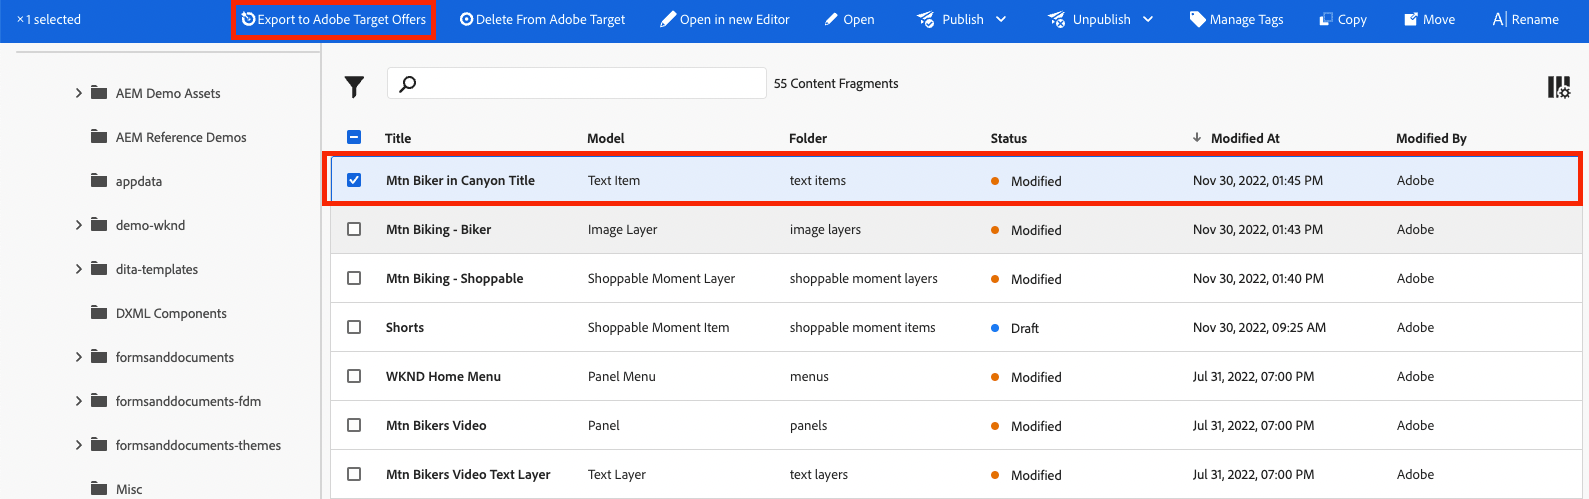 × 1 selected Export to Adobe Target Offers Delete From Adobe Target Open in new Editor Open Publish Unpublish Manage Tags Copy Move Rename
AEM Demo Assets
AEM Reference Demos
appdata
demo-wknd
dita-templates
DXML Components
formsanddocuments
formsanddocuments-fdm
formsanddocuments-themes
Misc
55 Content Fragments
Title Model Folder Status Modified At Modified By
Mtn Biker in Canyon Title Text Item text items Modified Nov 30, 2022, 01:45 PM Adobe
Mtn Biking - Biker Image Layer image layers Modified Nov 30, 2022, 01:43 PM Adobe
Mtn Biking - Shoppable Shoppable Moment Layer shoppable moment layers Modified Nov 30, 2022, 01:40 PM Adobe
Shorts Shoppable Moment Item shoppable moment items Draft Nov 30, 2022, 09:25 AM Adobe
WKND Home Menu Panel Menu menus Modified Jul 31, 2022, 07:00 PM Adobe
Mtn Bikers Video Panel panels Modified Jul 31, 2022, 07:00 PM Adobe
Mtn Bikers Video Text Layer Text Layer text layers Modified Jul 31, 2022, 07:00 PM Adobe